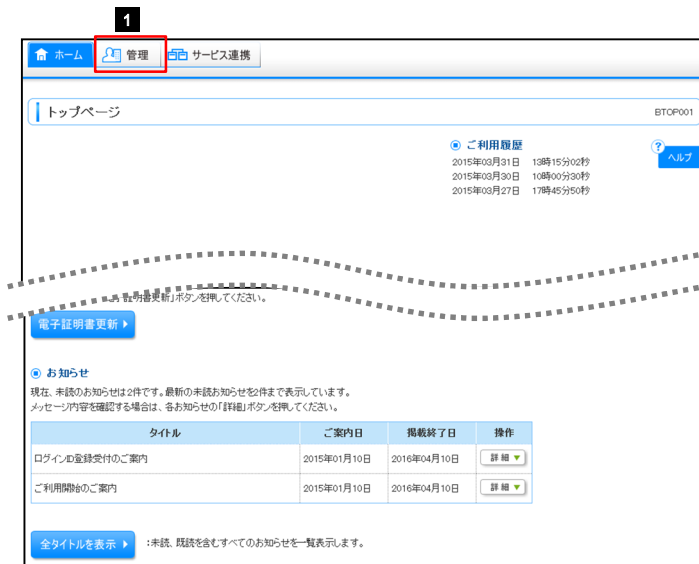 1
ホーム 管理 サービス連携
トップページ BTOP001
ご利用履歴
? ヘルプ
2015年03月31日 13時15分02秒
2015年03月30日 10時00分30秒
2015年03月27日 17時45分50秒
証明書更新」ボタンを押してください。
電子証明書更新
お知らせ
現在、未読のお知らせは2件です。最新の未読お知らせを2件まで表示しています。
メッセージ内容を確認する場合は、各お知らせの「詳細」ボタンを押してください。
タイトル ご案内日 掲載終了日 操作
ログインID登録受付のご案内 2015年01月10日 2016年04月10日 詳細▼
ご利用開始のご案内 2015年01月10日 2016年04月10日 詳細▼
全タイトルを表示 :未読、既読を含むすべてのお知らせを一覧表示します。